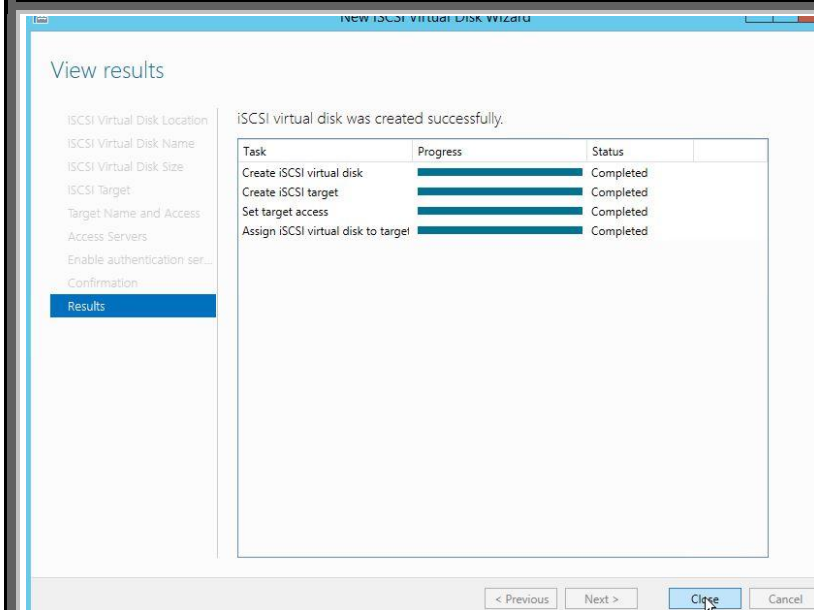 New iSCSI Virtual Disk Wizard
View results
iSCSI Virtual Disk Location
iSCSI Virtual Disk Name
iSCSI Virtual Disk Size
iSCSI Target
Target Name and Access
Access Servers
Enable authentication ser...
Confirmation
Results
iSCSI virtual disk was created successfully.
Task Progress Status
Create iSCSI virtual disk Completed
Create iSCSI target Completed
Set target access Completed
Assign iSCSI virtual disk to target Completed
< Previous Next > Close Cancel